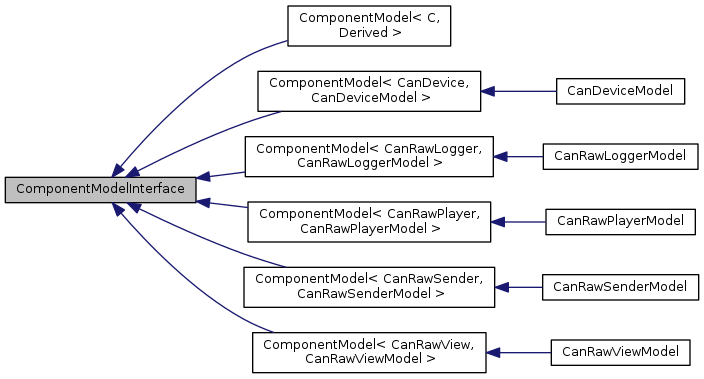 ComponentModel< C,
Derived >
ComponentModel< CanDevice,
CanDeviceModel >
CanDeviceModel
ComponentModel< CanRawLogger,
CanRawLoggerModel >
CanRawLoggerModel
ComponentModelInterface
ComponentModel< CanRawPlayer,
CanRawPlayerModel >
CanRawPlayerModel
ComponentModel< CanRawSender,
CanRawSenderModel >
CanRawSenderModel
ComponentModel< CanRawView,
CanRawViewModel >
CanRawViewModel